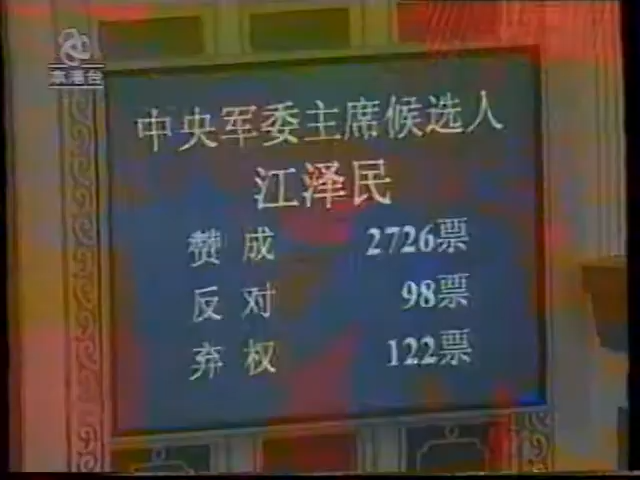 本港台
中央军委主席候选人
江泽民
赞成 2726票
反对 98票
弃权 122票